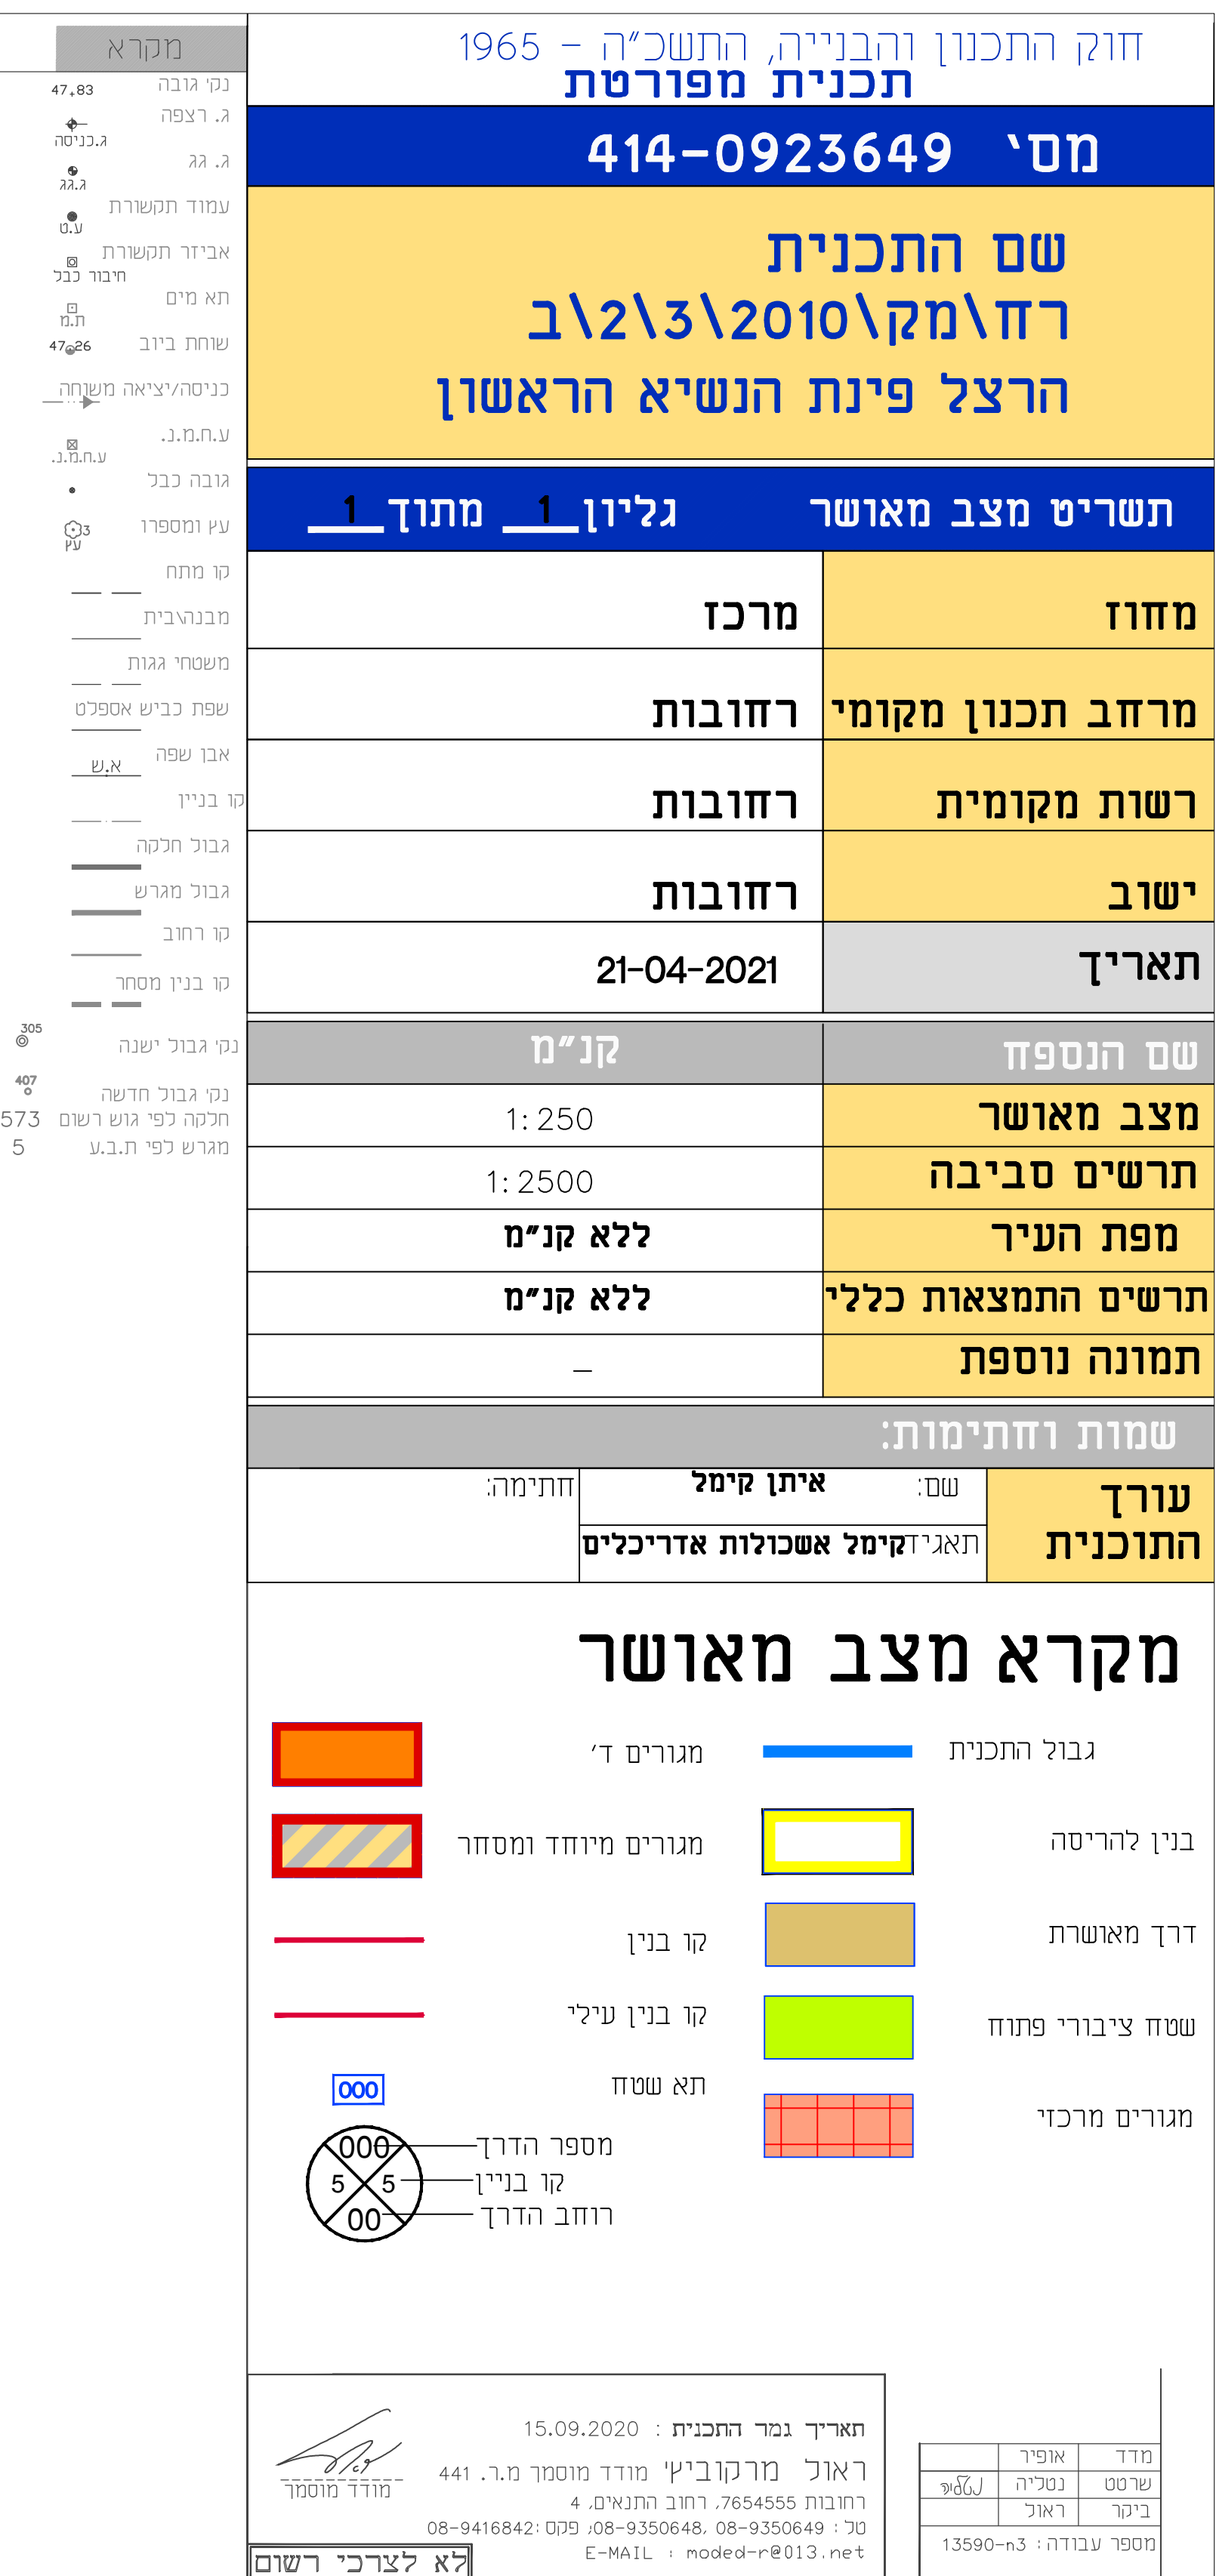 חוק התכנון והבנייה, התשכ״ה – 1965
תכנית מפורטת
מס׳ 414-0923649
שם התכנית
רח\מק\2010\3\2\ב
הרצל פינת הנשיא הראשון
תשריט מצב מאושר גליון 1 מתוך 1
מחוז מרכז
מרחב תכנון מקומי רחובות
רשות מקומית רחובות
ישוב רחובות
תאריך 21-04-2021
שם הנספח קנ״מ
מצב מאושר 1:250
תרשים סביבה 1:2500
מפת העיר ללא קנ״מ
תרשים התמצאות כללי ללא קנ״מ
תמונה נוספת –
שמות וחתימות:
עורך התוכנית
שם: איתן קימל
תאגיד קימל אשכולות אדריכלים
חתימה:
מקרא מצב מאושר
גבול התכנית
בנין להריסה
דרך מאושרת
שטח ציבורי פתוח
מגורים מרכזי
מגורים ד׳
מגורים מיוחד ומסחר
קו בנין
קו בנין עילי
תא שטח 000
מספר הדרך 000
קו בניין 5 5
רוחב הדרך 00
מדד אופיר
שרטט נטליה נטליה
ביקר ראול
מספר עבודה: 13590-n3
תאריך גמר התכנית : 15.09.2020
ראול מרקוביץ' מודד מוסמך מ.ר. 441
רחובות 7654555, רחוב התנאים, 4
טל : 08-9350649, 08-9350648, פקס: 08-9416842
E-MAIL : moded-r@013.net
מודד מוסמך
לא לצרכי רשום
מקרא
נק' גובה 47.83
ג. רצפה ג.כניסה
ג. גג ג.גג
עמוד תקשורת ע.ט
אביזר תקשורת חיבור כבל
תא מים ת.מ
שוחת ביוב 47.26
כניסה/יציאה משוחה
ע.ח.מ.נ. ע.ח.מ.נ.
גובה כבל
עץ ומספרו 3 עץ
קו מתח
מבנה\בית
משטחי גגות
שפת כביש אספלט
אבן שפה א.ש
קו בניין
גבול חלקה
גבול מגרש
קו רחוב
קו בנין מסחר
נק' גבול ישנה 305
נק' גבול חדשה 407
חלקה לפי גוש רשום 573
מגרש לפי ת.ב.ע 5